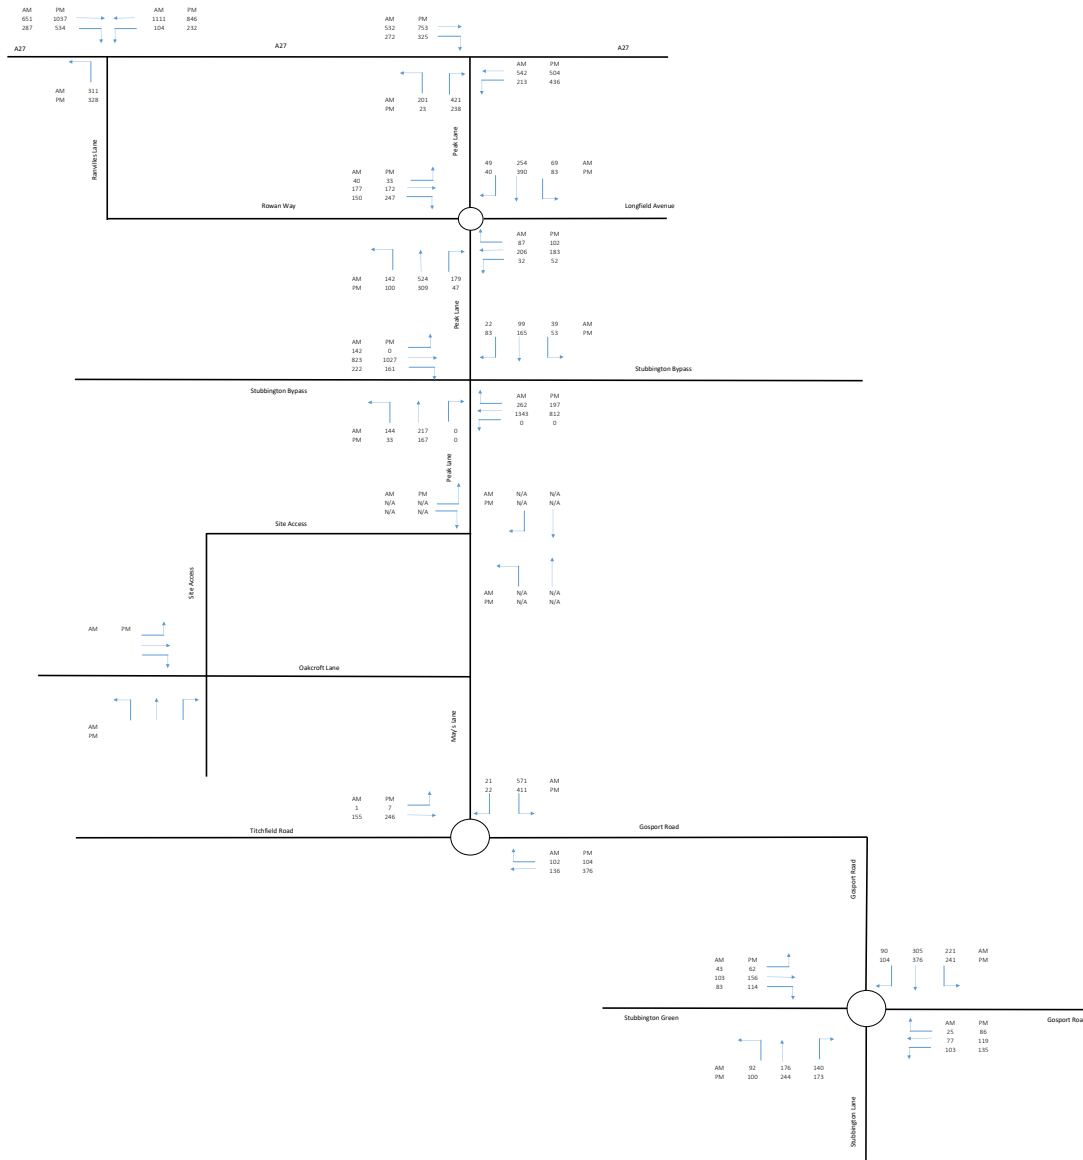 AM PM AM PM
651 1037 1111 846
287 534 104 232
AM PM
532 753
272 325
A27 A27 A27
AM 311
PM 328
Ranvilles Lane
AM 201 421
PM 23 238
AM PM
542 504
213 436
Peak Lane
AM PM
40 33
177 172
150 247
49 254 69 AM
40 390 83 PM
Rowan Way Longfield Avenue
AM PM
87 102
206 183
32 52
AM 142 524 179
PM 100 309 47
Peak Lane
AM PM
142 0
823 1027
222 161
22 99 39 AM
83 165 53 PM
Stubbington Bypass
Stubbington Bypass
AM PM
262 197
1343 812
0 0
AM 144 217 0
PM 33 167 0
Peak Lane
AM PM
N/A N/A
N/A N/A
AM N/A N/A
PM N/A N/A
Site Access
Site Access
AM N/A N/A
PM N/A N/A
AM PM
Oakcroft Lane
AM
PM
May's Lane
AM PM
1 7
155 246
21 571 AM
22 411 PM
Titchfield Road Gosport Road
AM PM
102 104
136 376
Gosport Road
AM PM
43 62
103 156
83 114
90 305 221 AM
104 376 241 PM
Stubbington Green Gosport Roa
AM PM
25 86
77 119
103 135
AM 92 176 140
PM 100 244 173
Stubbington Lane